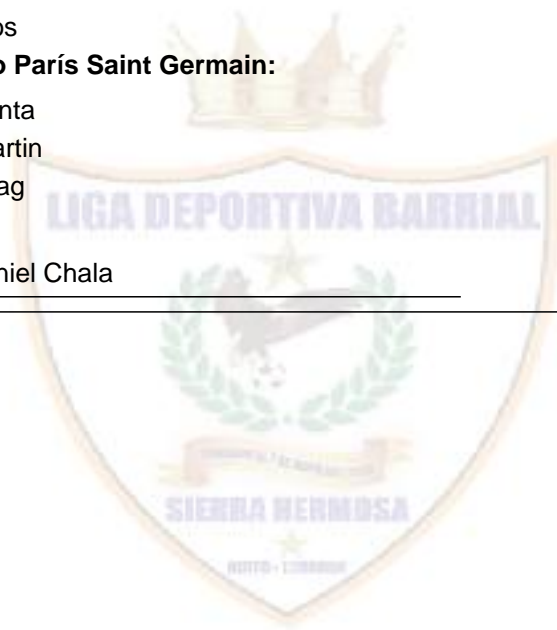 os
o París Saint Germain:
nta
artin
ag
LIGA DEPORTIVA BARRIAL
niel Chala
SIERRA HERMOSA